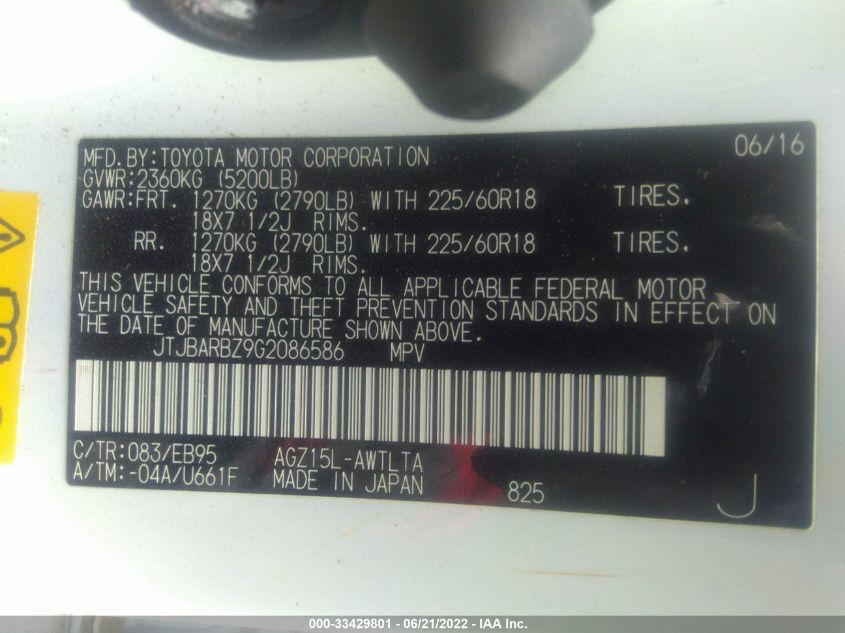 MFD.BY:TOYOTA MOTOR CORPORATION 06/16
GVWR:2360KG (5200LB)
GAWR:FRT. 1270KG (2790LB) WITH 225/60R18 TIRES.
18X7 1/2J RIMS.
RR. 1270KG (2790LB) WITH 225/60R18 TIRES.
18X7 1/2J RIMS.
THIS VEHICLE CONFORMS TO ALL APPLICABLE FEDERAL MOTOR
VEHICLE SAFETY AND THEFT PREVENTION STANDARDS IN EFFECT ON
THE DATE OF MANUFACTURE SHOWN ABOVE.
JTJBARBZ9G2086586 MPV
C/TR:083/EB95 AGZ15L-AWTLTA
A/TM:-04A/U661F MADE IN JAPAN 825
J
000-33429801 - 06/21/2022 - IAA Inc.